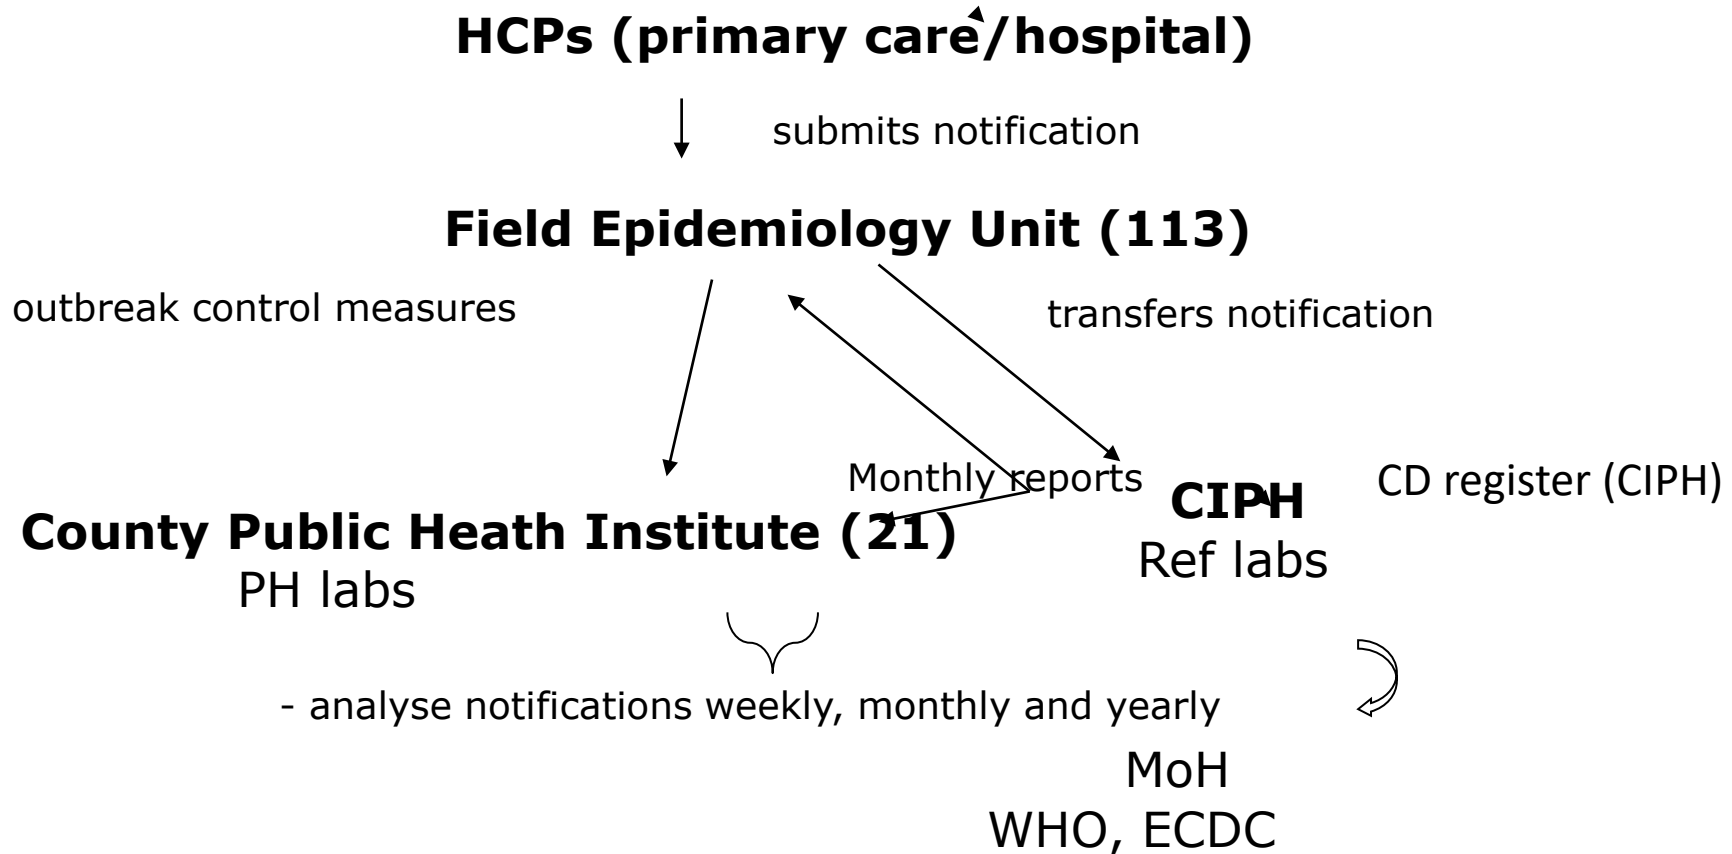 HCPs (primary care/hospital)
submits notification
Field Epidemiology Unit (113)
outbreak control measures
transfers notification
Monthly reports
CIPH
CD register (CIPH)
County Public Heath Institute (21)
Ref labs
PH labs
- analyse notifications weekly, monthly and yearly
MoH
WHO, ECDC